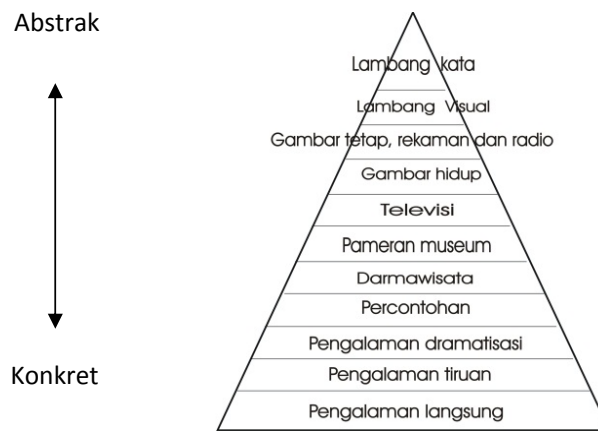 Abstrak
Lambang kata
Lambang Visual
Gambar tetap, rekaman dan radio
Gambar hidup
Televisi
Pameran museum
Darmawisata
Percontohan
Pengalaman dramatisasi
Konkret
Pengalaman tiruan
Pengalaman langsung